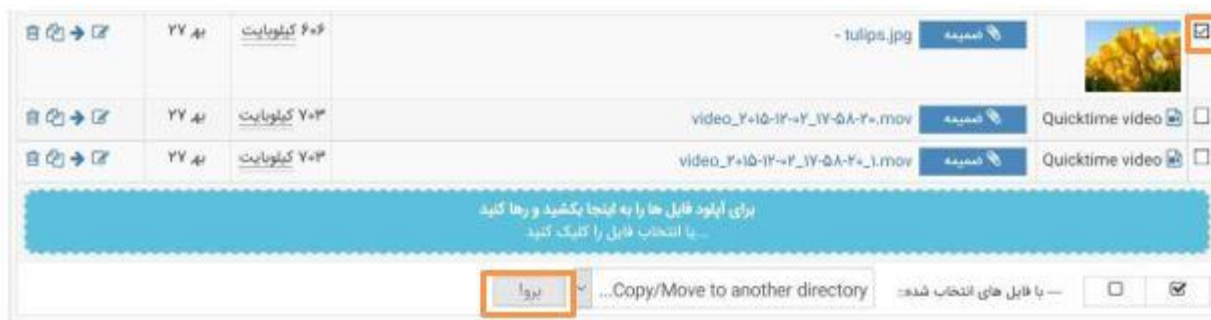 tulips.jpg - ضمیمه ۶۰۶ کیلوبایت بهٔ ۲۷
Quicktime video ضمیمه video_۲۰۱۵-۱۲-۰۲_۱۷-۵۸-۲۰.mov ۷۰۳ کیلوبایت بهٔ ۲۷
Quicktime video ضمیمه video_۲۰۱۵-۱۲-۰۲_۱۷-۵۸-۲۰_۱.mov ۷۰۳ کیلوبایت بهٔ ۲۷
برای آپلود فایل ها را به اینجا بکشید و رها کنید
...یا انتخاب فایل را کلیک کنید
— با فایل های انتخاب شده: Copy/Move to another directory... برو!